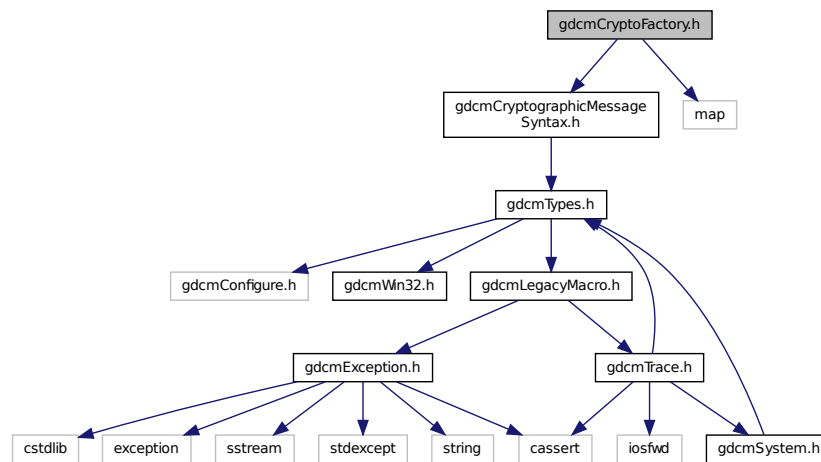 gdcmCryptoFactory.h
gdcmCryptographicMessage
Syntax.h
map
gdcmTypes.h
gdcmConfigure.h
gdcmWin32.h
gdcmLegacyMacro.h
gdcmException.h
gdcmTrace.h
cstdlib
exception
sstream
stdexcept
string
cassert
iosfwd
gdcmSystem.h